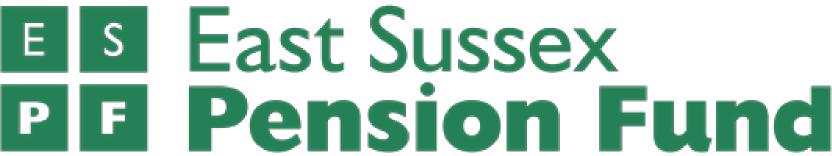 E S
East Sussex
P F
Pension Fund